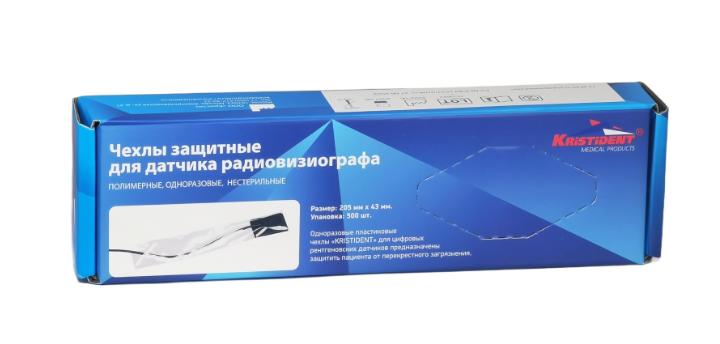 Чехлы защитные
для датчика радиовизиографа
ПОЛИМЕРНЫЕ, ОДНОРАЗОВЫЕ, НЕСТЕРИЛЬНЫЕ
Размер: 205 мм х 43 мм.
Упаковка: 500 шт.
Одноразовые пластиковые
чехлы «KRISTIDENT» для цифровых
рентгеновских датчиков предназначены
защитить пациента от перекрестного загрязнения.
KRISTIDENT
MEDICAL PRODUCTS
LOT